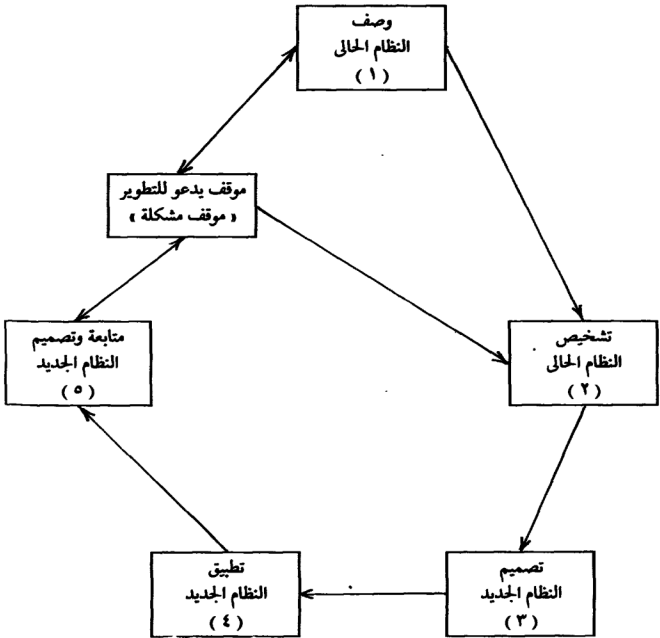 وصف
النظام الحالى
( ١ )
موقف يدعو للتطوير
« موقف مشكلة »
متابعة وتصميم
النظام الجديد
( ٥ )
تشخيص
النظام الحالى
( ٢ )
تطبيق
النظام الجديد
( ٤ )
تصميم
النظام الجديد
( ٣ )